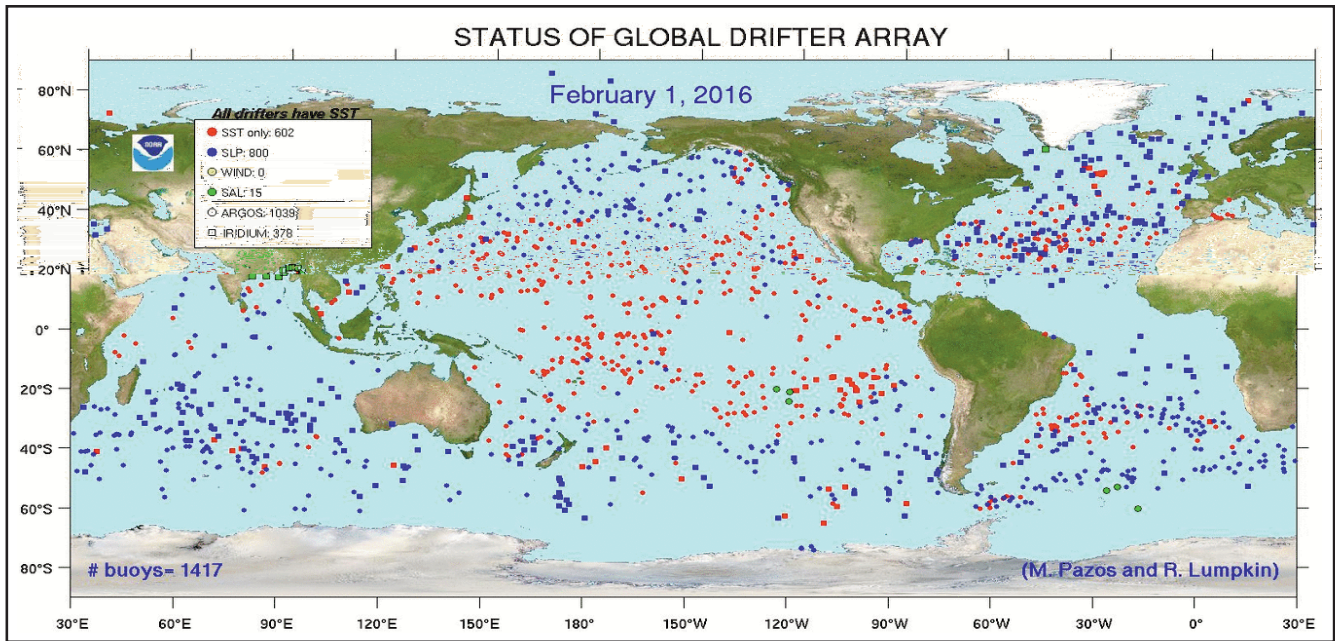 STATUS OF GLOBAL DRIFTER ARRAY
February 1, 2016
All drifters have SST
SST only: 602
SLP: 800
WIND: 0
SAL: 15
ARGOS: 1039
IRIDIUM: 378
NOAA
80°N
60°N
40°N
20°N
0°
20°S
40°S
60°S
80°S
# buoys= 1417
(M. Pazos and R. Lumpkin)
30°E 60°E 90°E 120°E 150°E 180° 150°W 120°W 90°W 60°W 30°W 0° 30°E